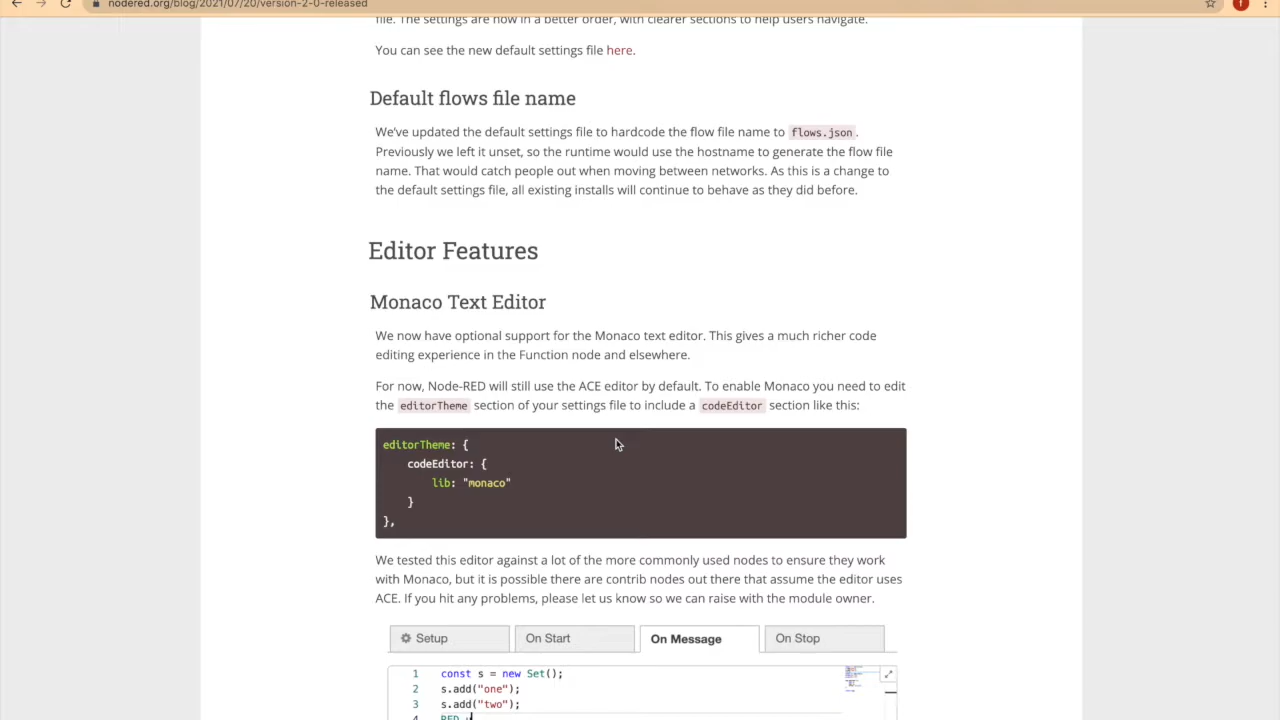 nodered.org/blog/2021/07/20/version-2-0-released
file. The settings are now in a better order, with clearer sections to help users navigate.
You can see the new default settings file here.
Default flows file name
We've updated the default settings file to hardcode the flow file name to flows.json.
Previously we left it unset, so the runtime would use the hostname to generate the flow file
name. That would catch people out when moving between networks. As this is a change to
the default settings file, all existing installs will continue to behave as they did before.
Editor Features
Monaco Text Editor
We now have optional support for the Monaco text editor. This gives a much richer code
editing experience in the Function node and elsewhere.
For now, Node-RED will still use the ACE editor by default. To enable Monaco you need to edit
the editorTheme section of your settings file to include a codeEditor section like this:
editorTheme: {
codeEditor: {
lib: "monaco"
}
},
We tested this editor against a lot of the more commonly used nodes to ensure they work
with Monaco, but it is possible there are contrib nodes out there that assume the editor uses
ACE. If you hit any problems, please let us know so we can raise with the module owner.
Setup On Start On Message On Stop
1 const s = new Set();
2 s.add("one");
3 s.add("two");
4 RED